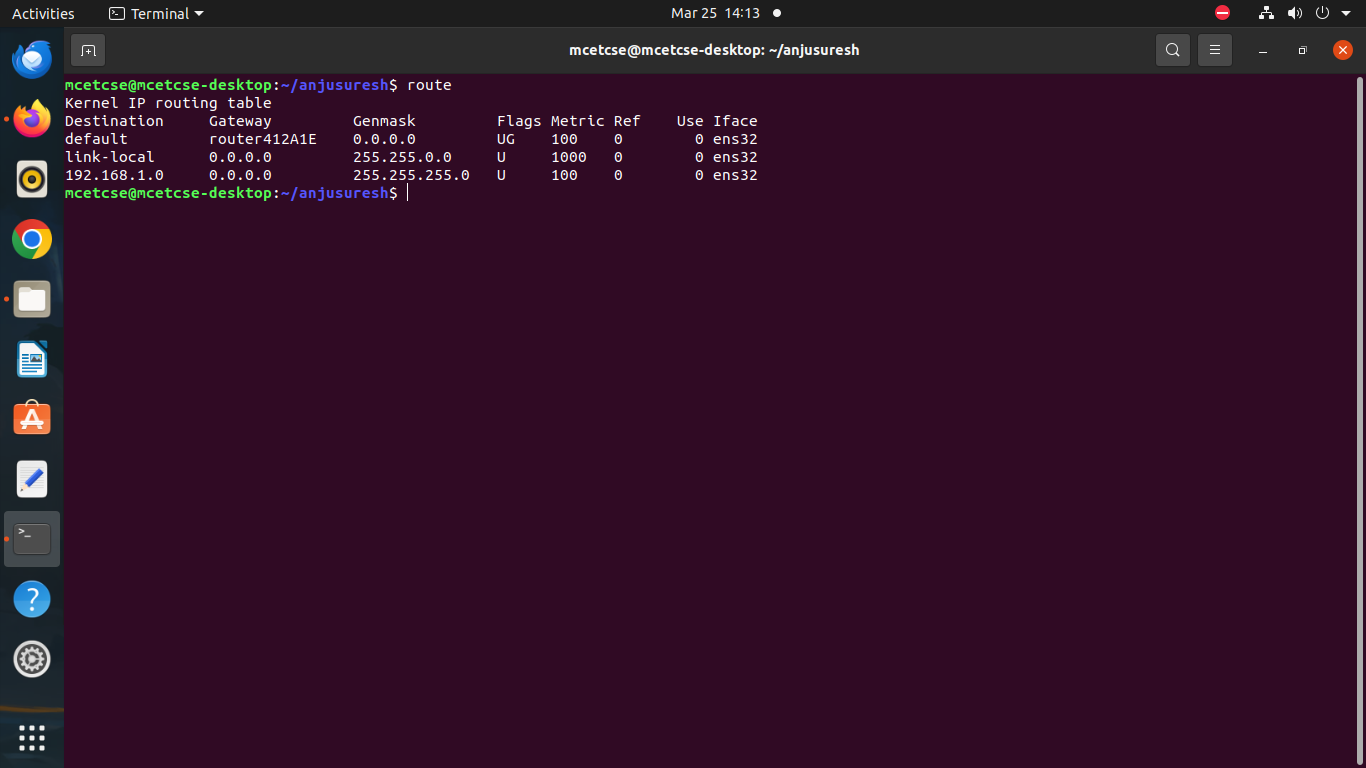 Activities Terminal Mar 25 14:13
mcetcse@mcetcse-desktop: ~/anjusuresh
mcetcse@mcetcse-desktop:~/anjusuresh$ route
Kernel IP routing table
Destination     Gateway         Genmask         Flags Metric Ref    Use Iface
default         router412A1E    0.0.0.0         UG    100    0        0 ens32
link-local      0.0.0.0         255.255.0.0     U     1000   0        0 ens32
192.168.1.0     0.0.0.0         255.255.255.0   U     100    0        0 ens32
mcetcse@mcetcse-desktop:~/anjusuresh$